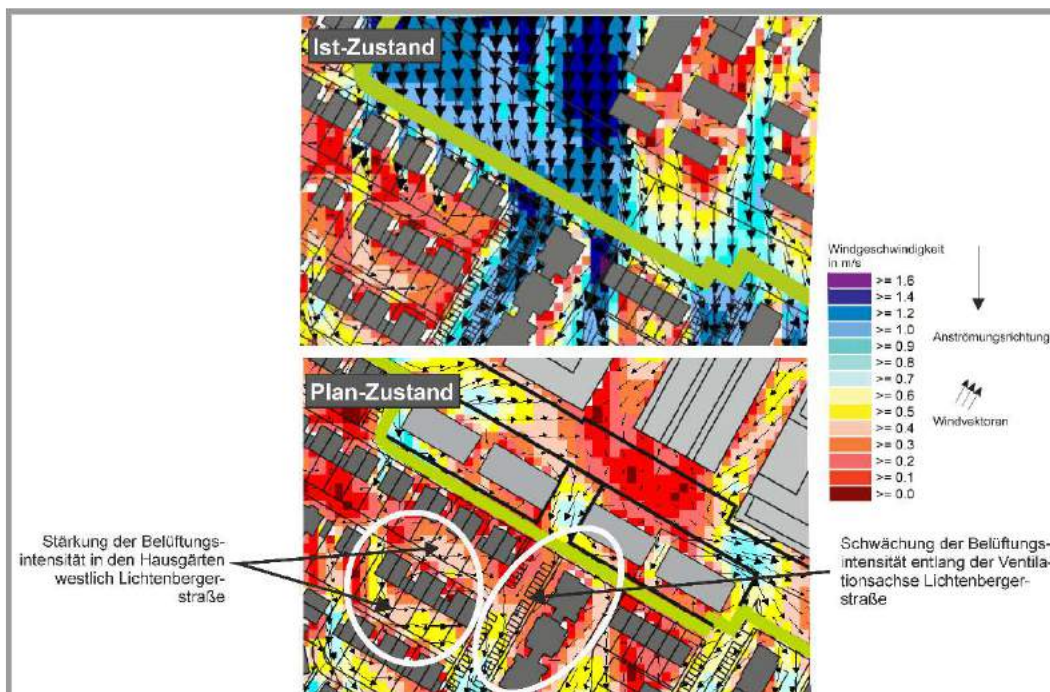 Ist-Zustand
Windgeschwindigkeit
in m/s
>= 1.6
>= 1.4
>= 1.2
>= 1.0
>= 0.9
>= 0.8
>= 0.7
>= 0.6
>= 0.5
>= 0.4
>= 0.3
>= 0.2
>= 0.1
>= 0.0
Anströmungsrichtung
Windvektoren
Plan-Zustand
Stärkung der Belüftungs-
intensität in den Hausgärten
westlich Lichtenberger-
straße
Schwächung der Belüftungs-
intensität entlang der Ventila-
tionsachse Lichtenberger-
straße